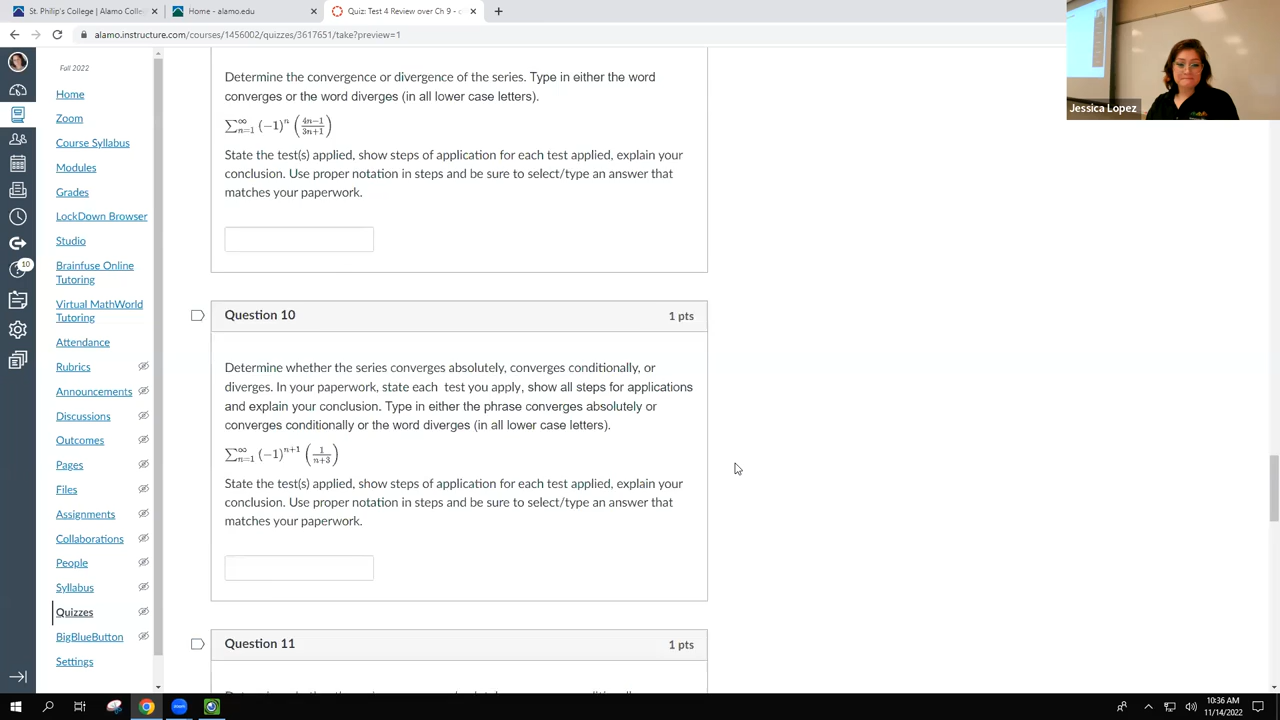 St. Philip's College | Alamo Colle
Home - alamo.edu
Quiz: Test 4 Review over Ch 9 - c
alamo.instructure.com/courses/1456002/quizzes/3617651/take?preview=1
Jessica Lopez
Fall 2022
Home
Zoom
Course Syllabus
Modules
Grades
LockDown Browser
Studio
Brainfuse Online
Tutoring
10
Virtual MathWorld
Tutoring
Attendance
Rubrics
Announcements
Discussions
Outcomes
Pages
Files
Assignments
Collaborations
People
Syllabus
Quizzes
BigBlueButton
Settings
Determine the convergence or divergence of the series. Type in either the word
converges or the word diverges (in all lower case letters).
∑∞n=1 (−1)^n (4n−1/3n+1)
State the test(s) applied, show steps of application for each test applied, explain your
conclusion. Use proper notation in steps and be sure to select/type an answer that
matches your paperwork.
Question 10
1 pts
Determine whether the series converges absolutely, converges conditionally, or
diverges. In your paperwork, state each test you apply, show all steps for applications
and explain your conclusion. Type in either the phrase converges absolutely or
converges conditionally or the word diverges (in all lower case letters).
∑∞n=1 (−1)^n+1 (1/n+3)
State the test(s) applied, show steps of application for each test applied, explain your
conclusion. Use proper notation in steps and be sure to select/type an answer that
matches your paperwork.
Question 11
1 pts
10:36 AM
11/14/2022